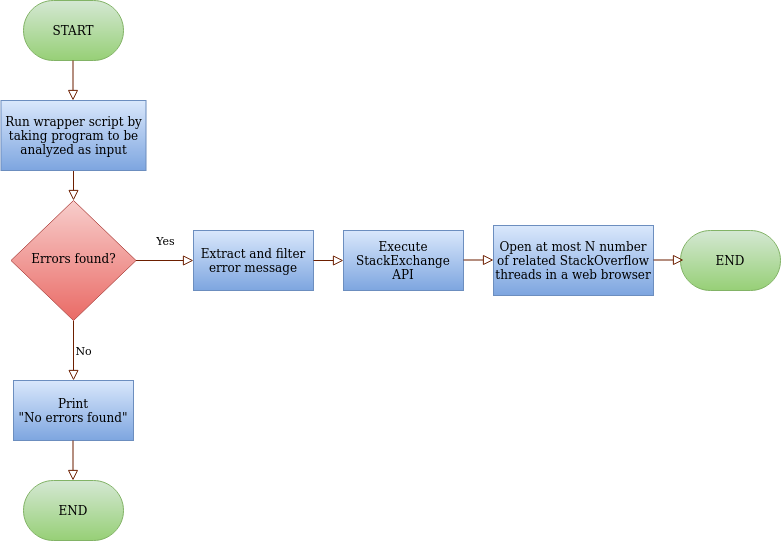 START
Run wrapper script by
taking program to be
analyzed as input
Errors found?
Yes
Extract and filter
error message
Execute
StackExchange
API
Open at most N number
of related StackOverflow
threads in a web browser
END
No
Print
"No errors found"
END